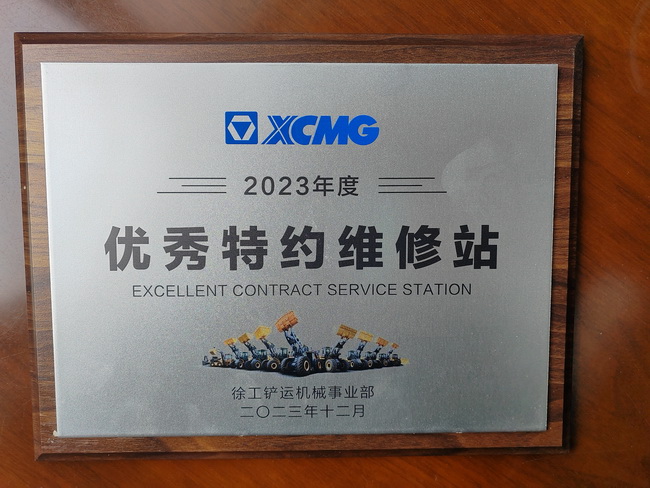 XCMG
2023年度
优秀特约维修站
EXCELLENT CONTRACT SERVICE STATION
徐工铲运机械事业部
二〇二三年十二月